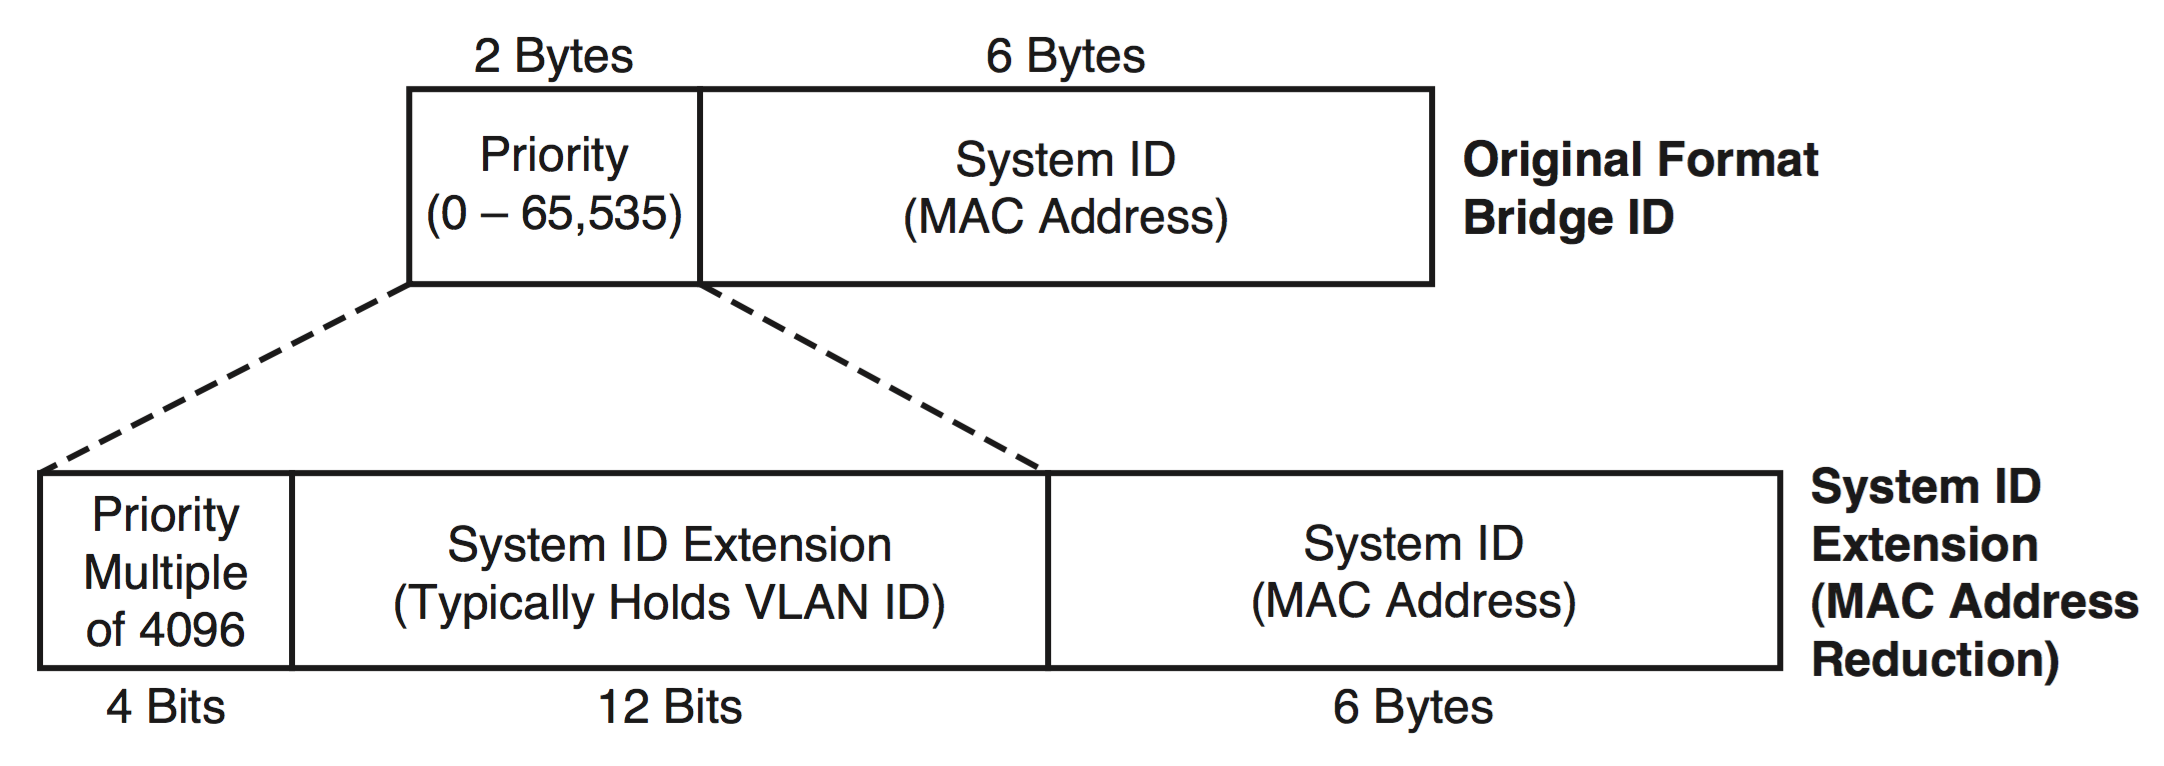 2 Bytes
6 Bytes
Priority
(0 – 65,535)
System ID
(MAC Address)
Original Format
Bridge ID
Priority
Multiple
of 4096
System ID Extension
(Typically Holds VLAN ID)
System ID
(MAC Address)
System ID
Extension
(MAC Address
Reduction)
4 Bits
12 Bits
6 Bytes